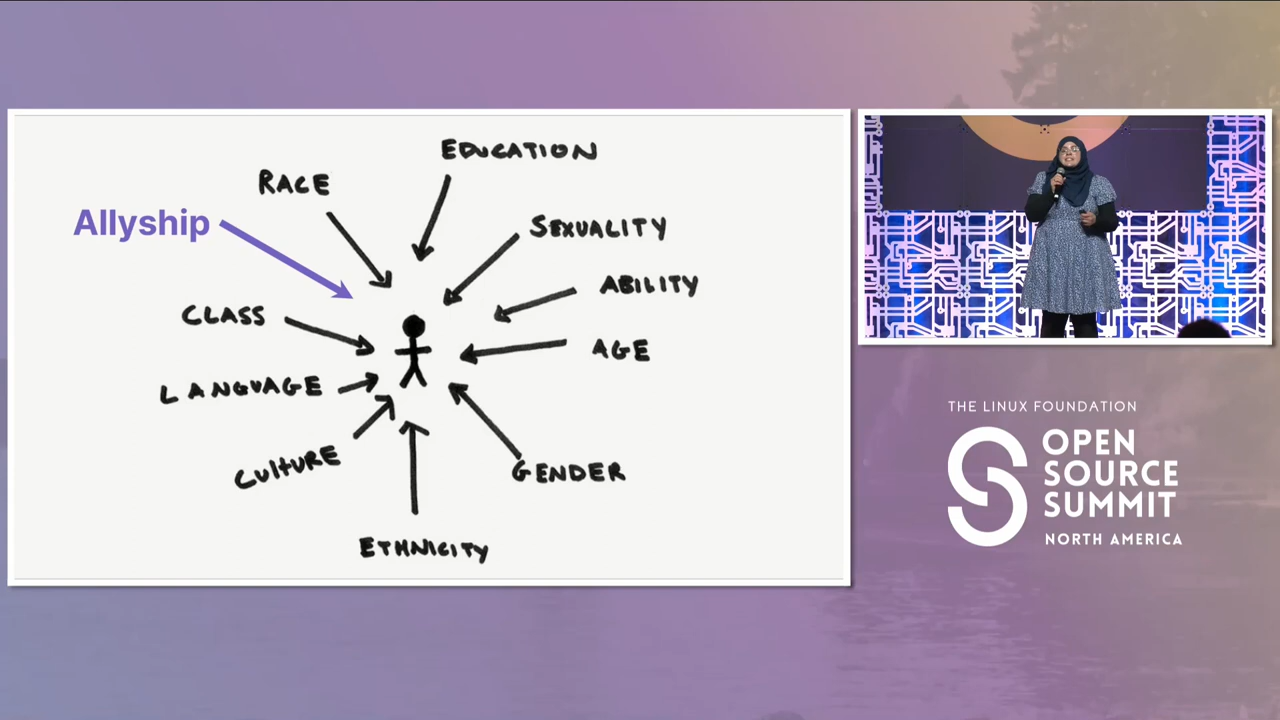 EDUCATION
RACE
Allyship
SEXUALITY
ABILITY
CLASS
AGE
LANGUAGE
CULTURE
GENDER
ETHNICITY
THE LINUX FOUNDATION
OPEN
SOURCE
SUMMIT
NORTH AMERICA